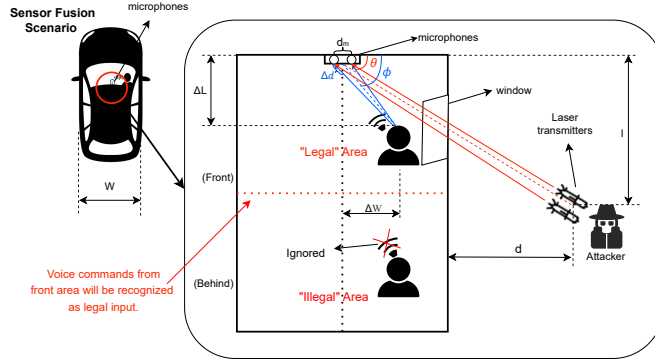 Sensor Fusion
Scenario
microphones
W
dₘ
microphones
Δd
θ
ϕ
ΔL
window
Laser
transmitters
l
"Legal" Area
(Front)
ΔW
d
Attacker
Ignored
Voice commands from
front area will be recognized
as legal input.
(Behind)
"Illegal" Area